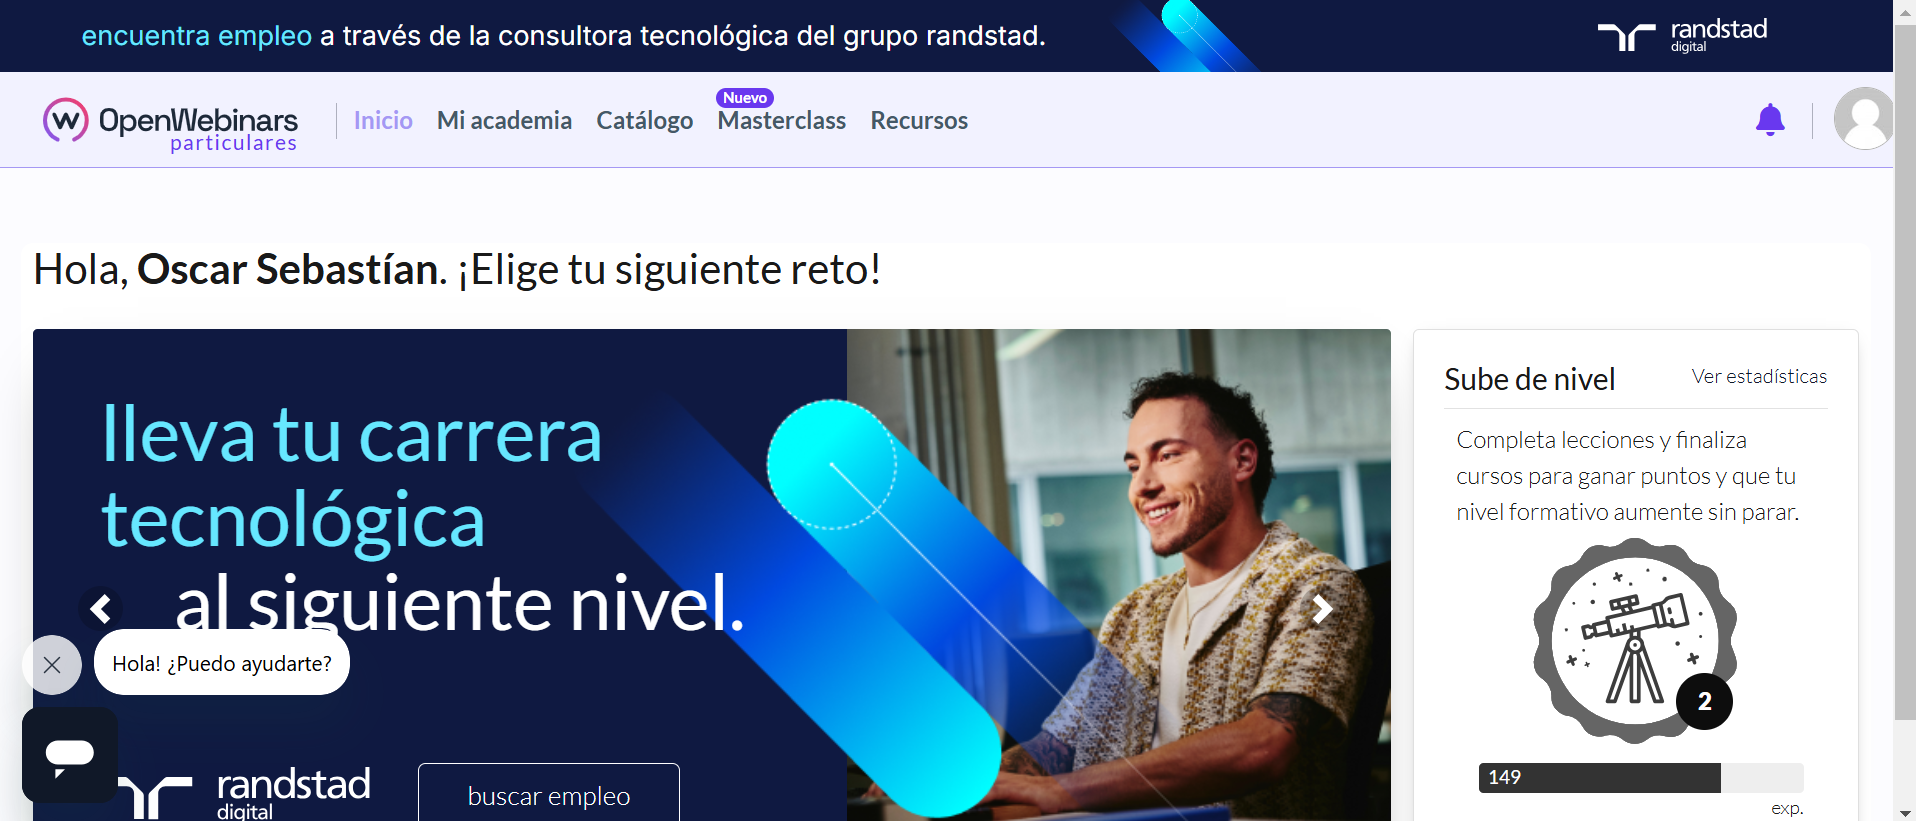 encuentra empleo a través de la consultora tecnológica del grupo randstad.
randstad
digital
OpenWebinars
particulares
Inicio
Mi academia
Catálogo
Nuevo
Masterclass
Recursos
Hola, Oscar Sebastían. ¡Elige tu siguiente reto!
lleva tu carrera
tecnológica
al siguiente nivel.
Hola! ¿Puedo ayudarte?
randstad
digital
buscar empleo
Sube de nivel
Ver estadísticas
Completa lecciones y finaliza
cursos para ganar puntos y que tu
nivel formativo aumente sin parar.
2
149
exp.